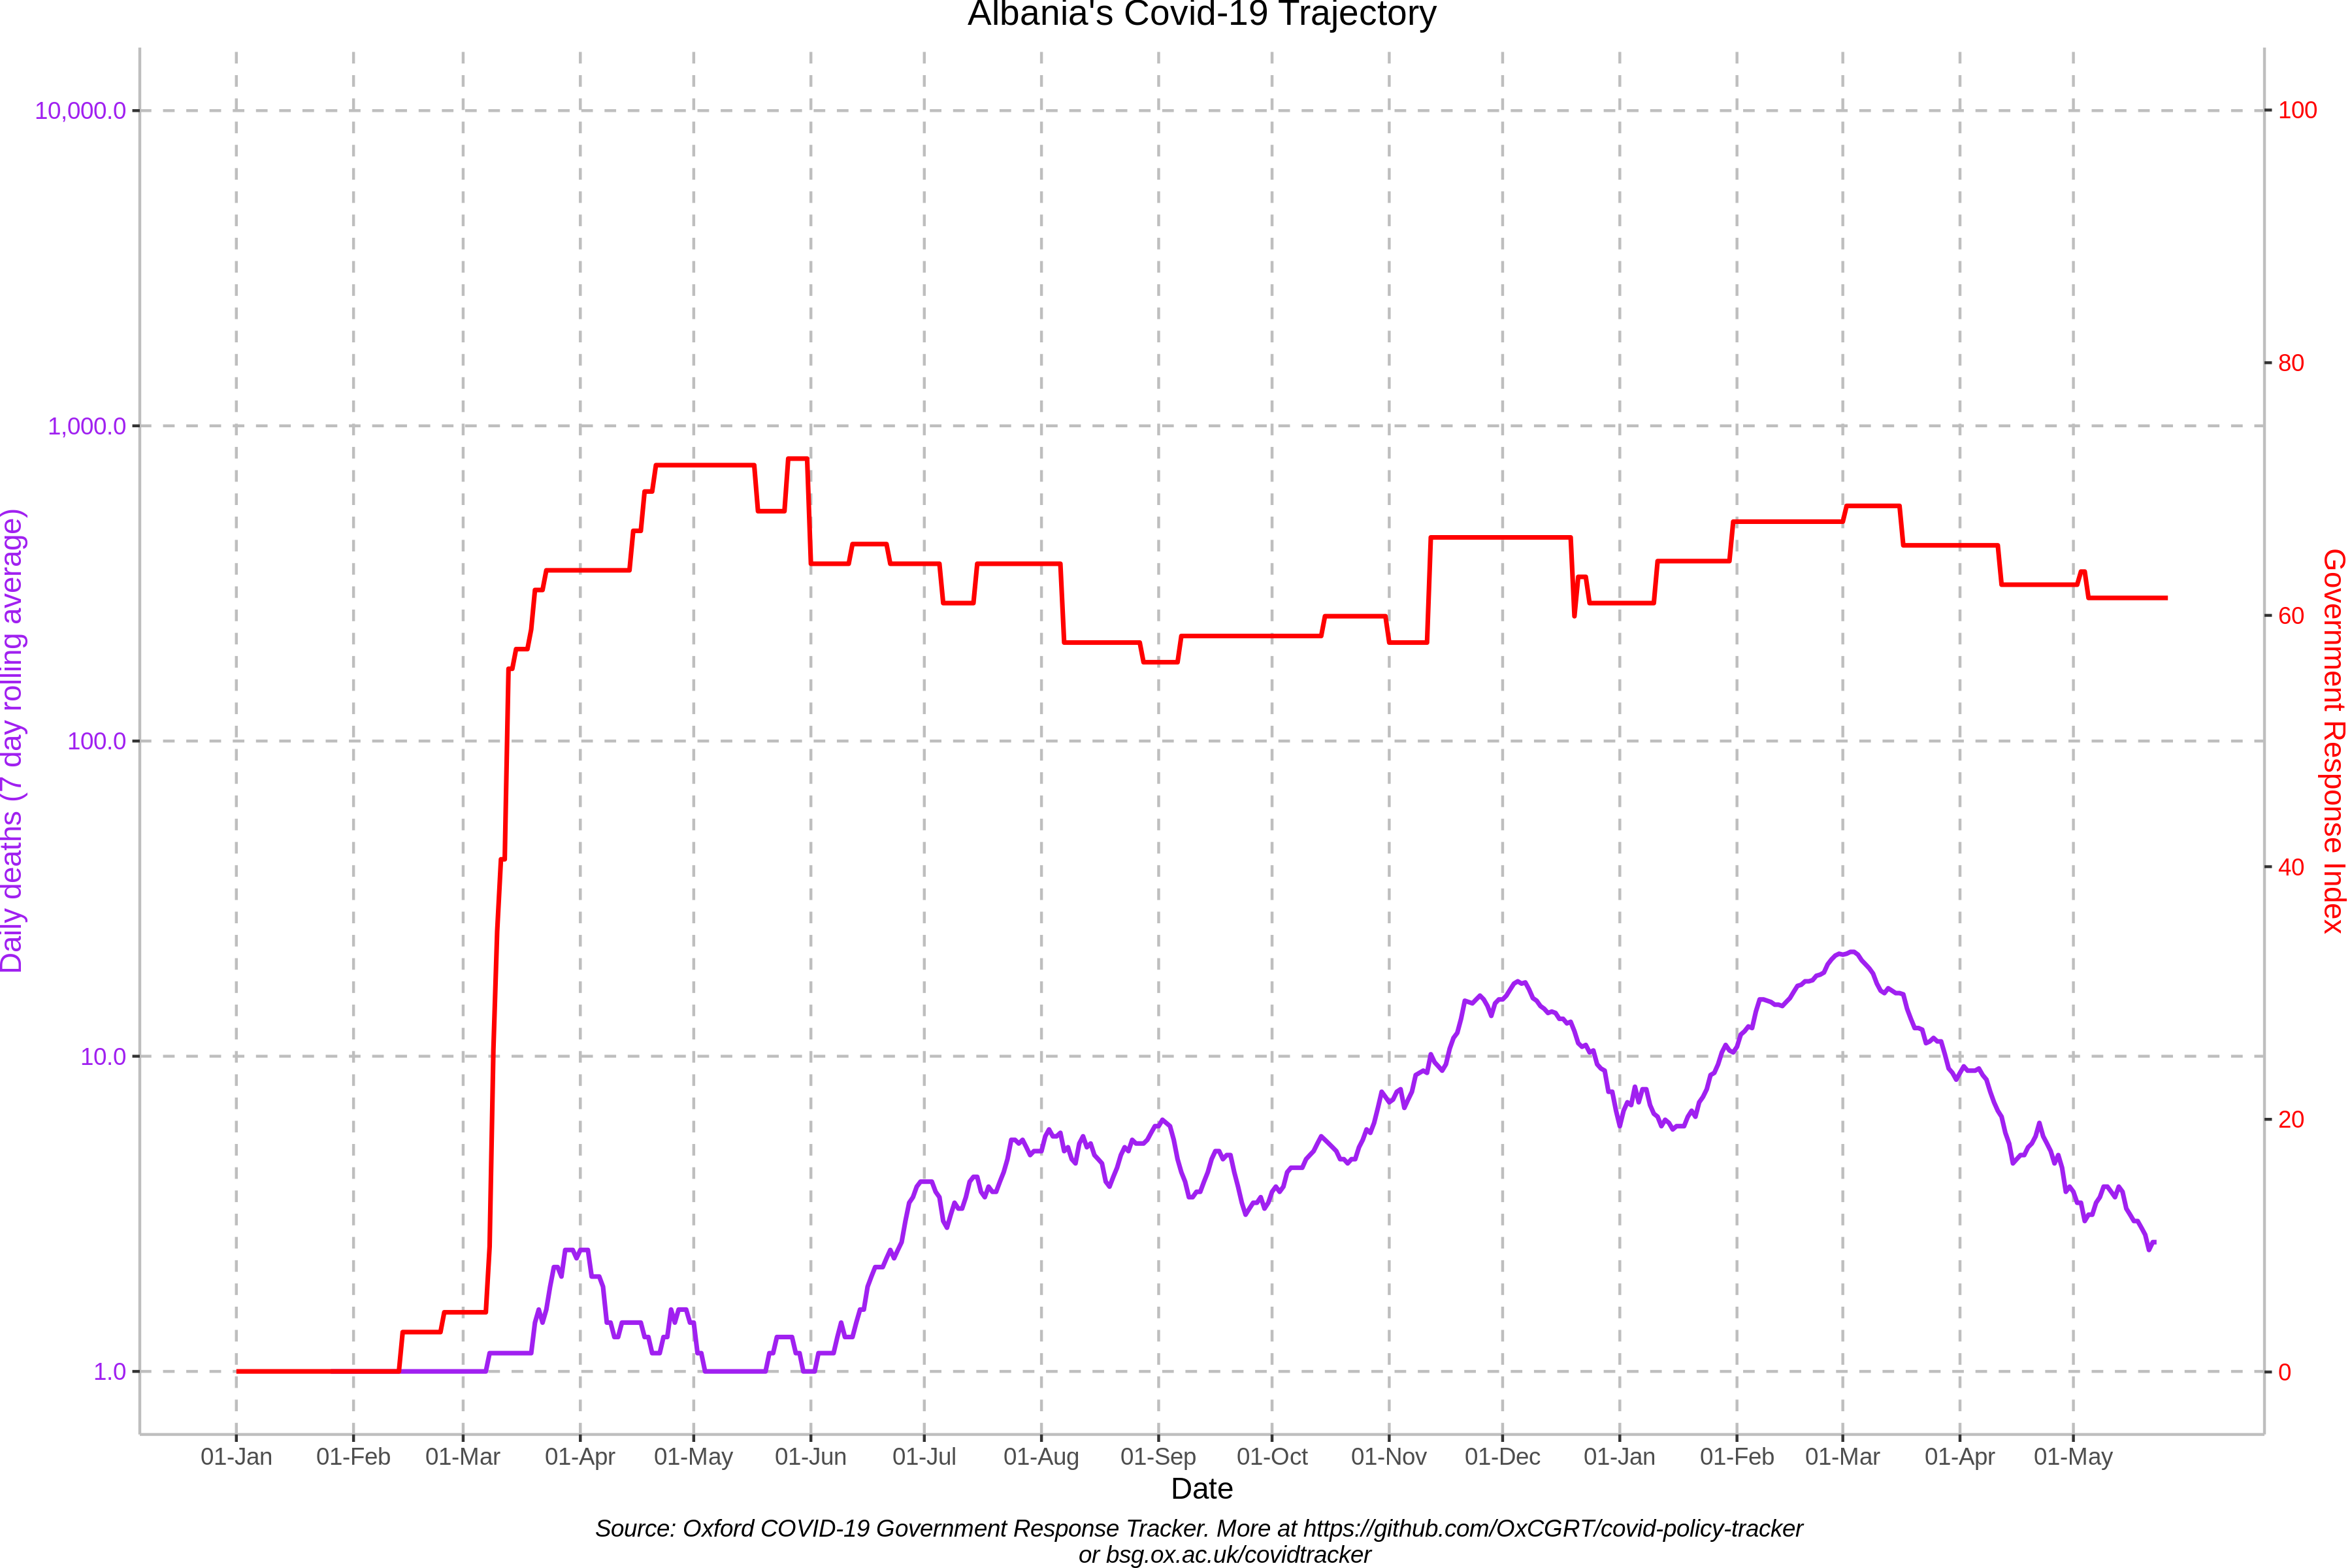 Albania's Covid-19 Trajectory
10,000.0
1,000.0
100.0
10.0
1.0
Daily deaths (7 day rolling average)
100
80
60
40
20
0
Government Response Index
01-Jan 01-Feb 01-Mar 01-Apr 01-May 01-Jun 01-Jul 01-Aug 01-Sep 01-Oct 01-Nov 01-Dec 01-Jan 01-Feb 01-Mar 01-Apr 01-May
Date
Source: Oxford COVID-19 Government Response Tracker. More at https://github.com/OxCGRT/covid-policy-tracker
or bsg.ox.ac.uk/covidtracker